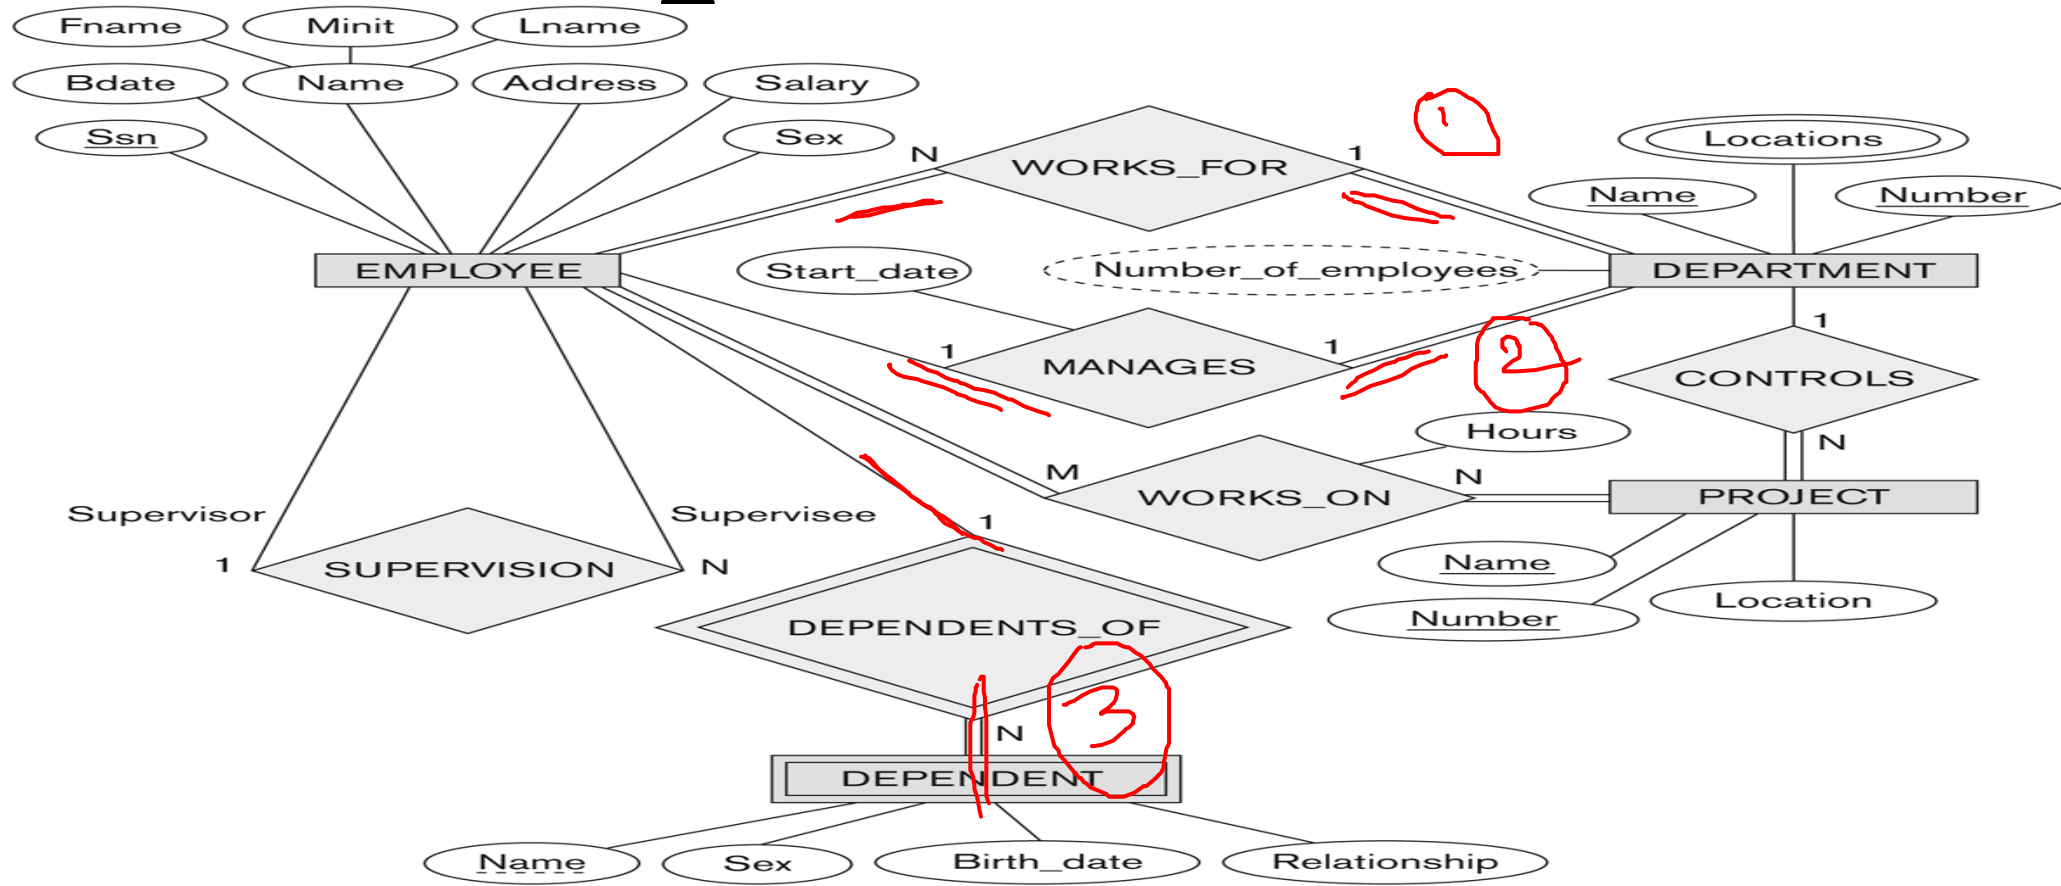 Fname Minit Lname
Bdate Name Address Salary
Ssn Sex
N WORKS_FOR 1
1
Locations
Name Number
EMPLOYEE
Start_date
Number_of_employees
DEPARTMENT
1 MANAGES 1
2
1
CONTROLS
N
Hours
M WORKS_ON N
PROJECT
Name
Number
Location
Supervisor Supervisee
1 SUPERVISION N
1
DEPENDENTS_OF
N
3
DEPENDENT
Name Sex Birth_date Relationship